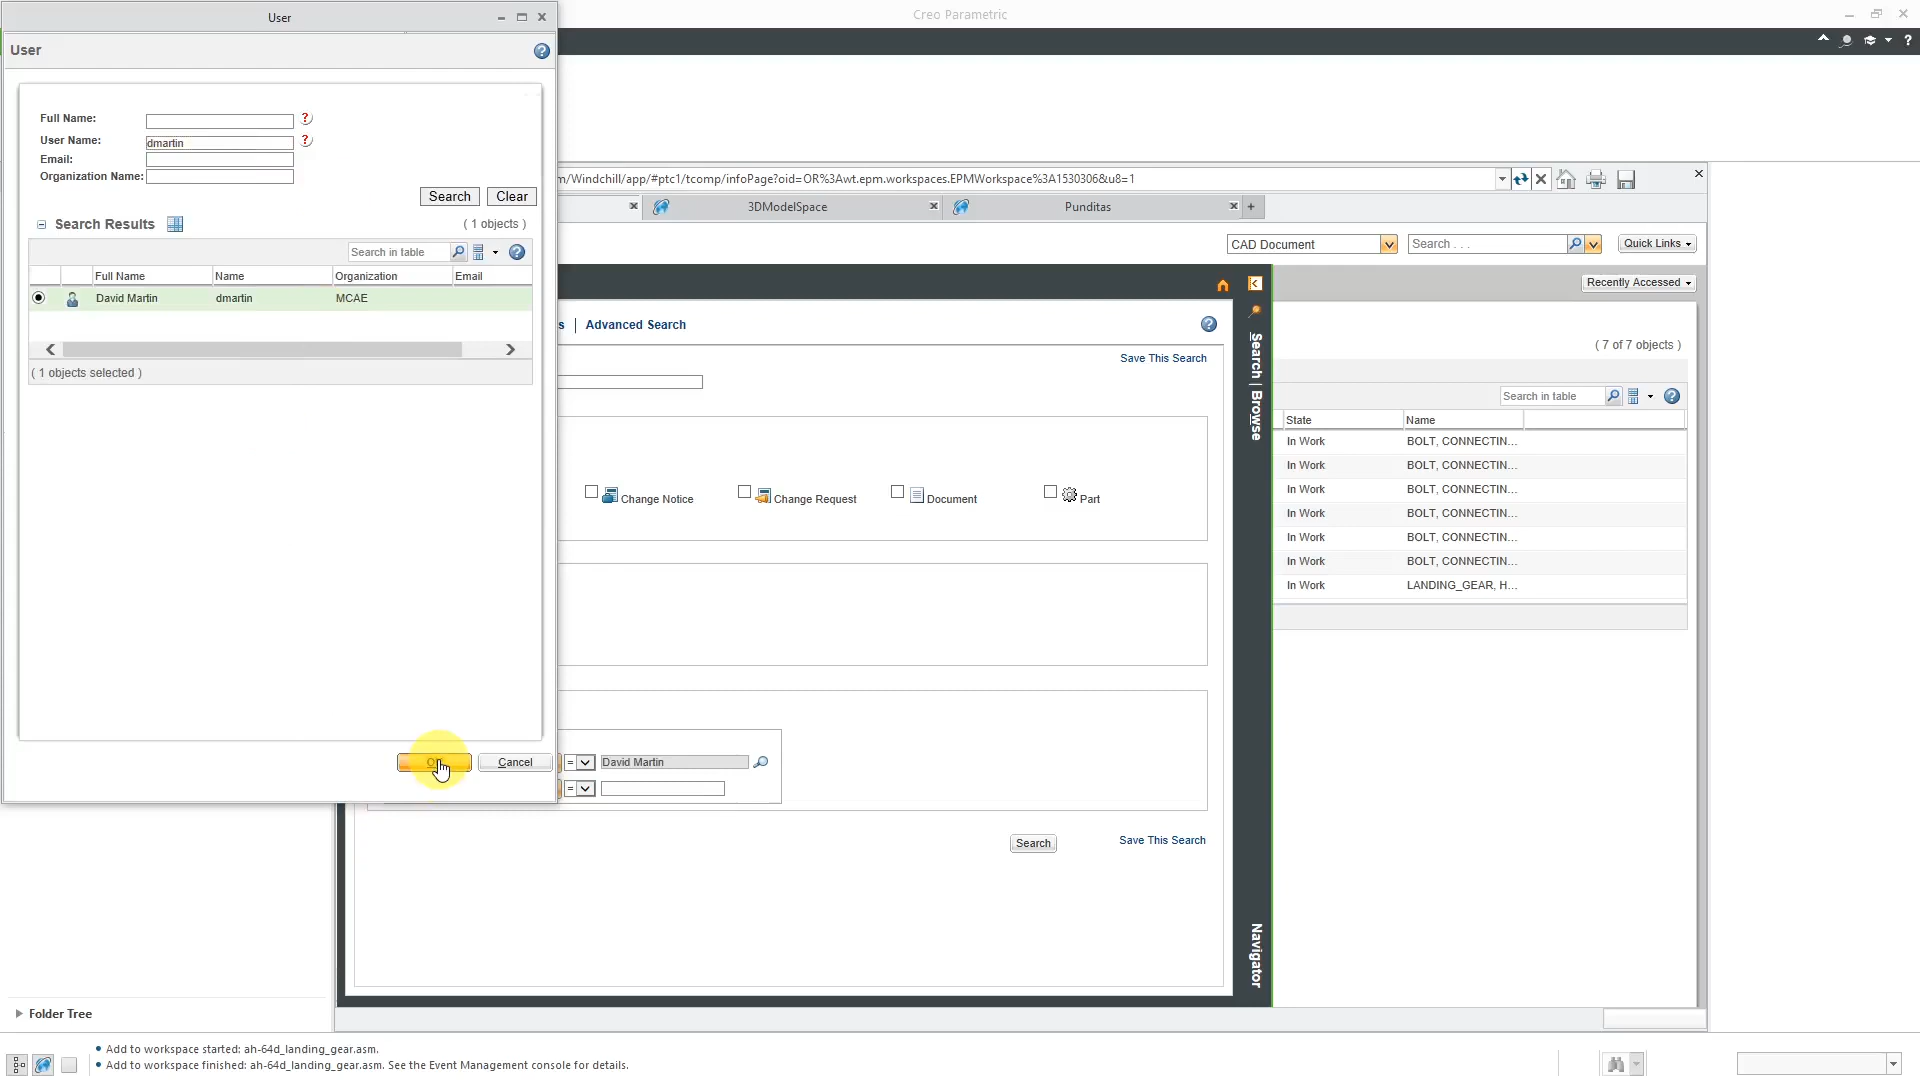 User
Creo Parametric
User
Full Name:
User Name: dmartin
Email:
Organization Name:
Search Clear
Search Results ( 1 objects )
Search in table
Full Name Name Organization Email
David Martin dmartin MCAE
( 1 objects selected )
Cancel
m/Windchill/app/#ptc1/tcomp/infoPage?oid=OR%3Awt.epm.workspaces.EPMWorkspace%3A1530306&u8=1
3DModelSpace Punditas +
CAD Document Search . . . Quick Links
Recently Accessed
s | Advanced Search
Save This Search
Change Notice Change Request Document Part
= David Martin
=
Search Save This Search
Search | Browse
Navigator
( 7 of 7 objects )
Search in table
State Name
In Work BOLT, CONNECTIN...
In Work BOLT, CONNECTIN...
In Work BOLT, CONNECTIN...
In Work BOLT, CONNECTIN...
In Work BOLT, CONNECTIN...
In Work BOLT, CONNECTIN...
In Work LANDING_GEAR, H...
Folder Tree
• Add to workspace started: ah-64d_landing_gear.asm.
• Add to workspace finished: ah-64d_landing_gear.asm. See the Event Management console for details.